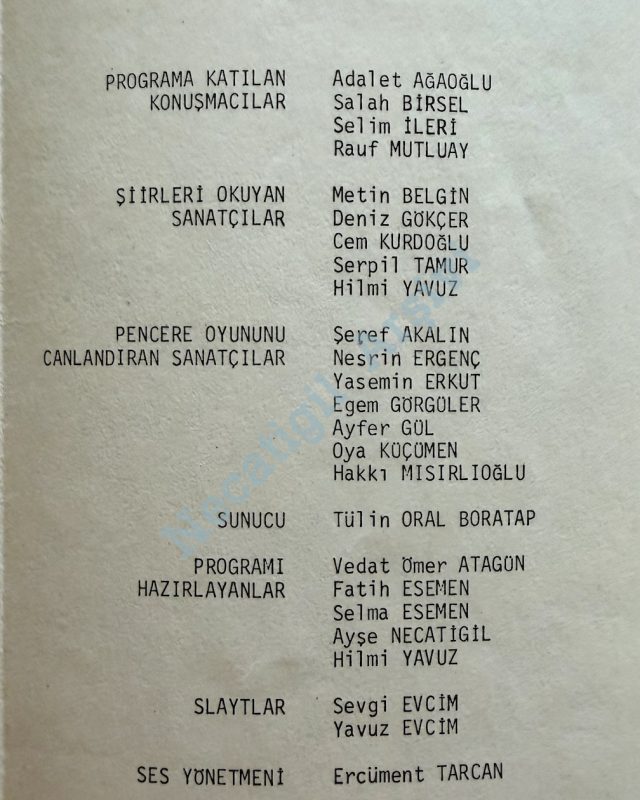 PROGRAMA KATILAN Adalet AĞAOĞLU
KONUŞMACILAR Salah BİRSEL
Selim İLERİ
Rauf MUTLUAY
ŞİİRLERİ OKUYAN Metin BELGİN
SANATÇILAR Deniz GÖKÇER
Cem KURDOĞLU
Serpil TAMUR
Hilmi YAVUZ
PENCERE OYUNUNU Şeref AKALIN
CANLANDIRAN SANATÇILAR Nesrin ERGENÇ
Yasemin ERKUT
Egem GÖRGÜLER
Ayfer GÜL
Oya KÜÇÜMEN
Hakkı MISIRLIOĞLU
SUNUCU Tülin ORAL BORATAP
PROGRAMI Vedat Ömer ATAGÜN
HAZIRLAYANLAR Fatih ESEMEN
Selma ESEMEN
Ayşe NECATİGİL
Hilmi YAVUZ
SLAYTLAR Sevgi EVCİM
Yavuz EVCİM
SES YÖNETMENİ Ercüment TARCAN
Necatigil Arşivi